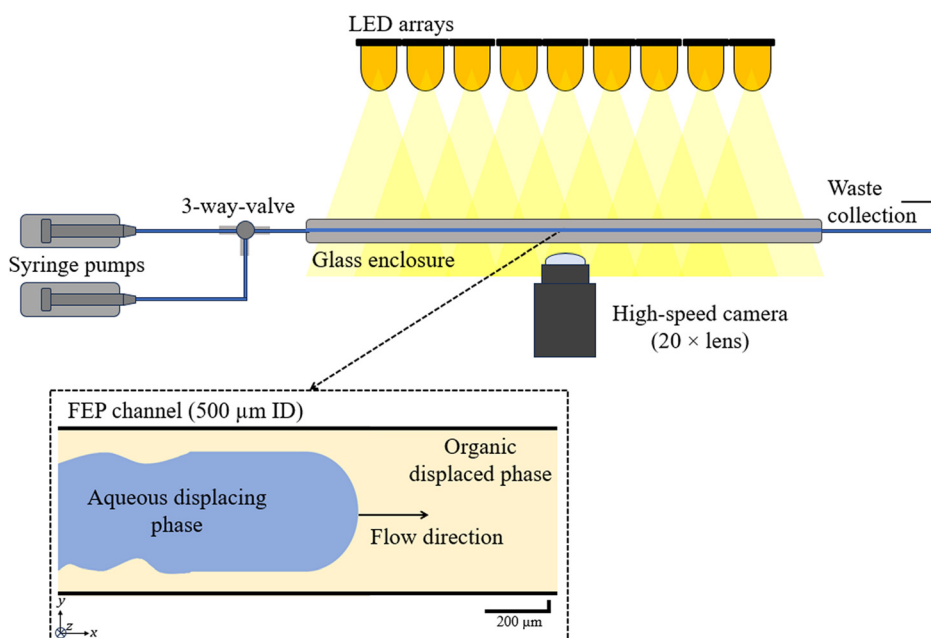 LED arrays
3-way-valve
Waste
collection
Syringe pumps
Glass enclosure
High-speed camera
(20 × lens)
FEP channel (500 µm ID)
Organic
displaced phase
Aqueous displacing
phase
Flow direction
200 µm
y
z
x